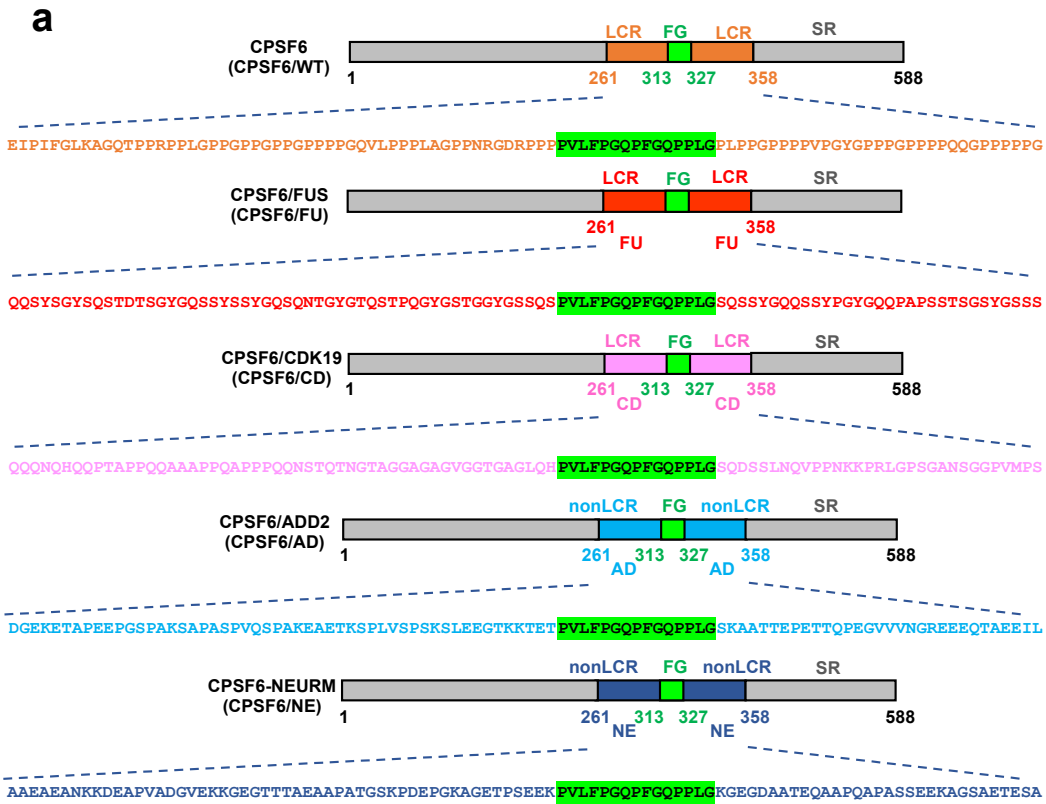 a
LCR FG LCR SR
CPSF6
(CPSF6/WT)
1 261 313 327 358 588
EIPIFGLKAGQTPPRPPLGPPGPPGPPGPPPPGQVLPPPLAGPPNRGDRPPPPVLFPGQPFGQPPLGPLPPGPPPPVPGYGPPPGPPPPQQGPPPPPG
LCR FG LCR SR
CPSF6/FUS
(CPSF6/FU)
261 358
FU FU
QQSYSGYSQSTDTSGYGQSSYSSYGQSQNTGYGTQSTPQGYGSTGGYGSSQSPVLFPGQPFGQPPLGSQSSYGQQSSYPGYGQQPAPSSTSGSYGSSS
LCR FG LCR SR
CPSF6/CDK19
(CPSF6/CD)
1 261 313 327 358 588
CD CD
QQQNQHQQPTAPPQQAAAPPQAPPPQQNSTQTNGTAGGAGAGVGGTGAGLQHPVLFPGQPFGQPPLGSQDSSLNQVPPNKKPRLGPSGANSGGPVMPS
nonLCR FG nonLCR SR
CPSF6/ADD2
(CPSF6/AD)
1 261 313 327 358 588
AD AD
DGEKETAPEEPGSPAKSAPASPVQSPAKEAETKSPLVSPSKSLEEGTKKTETPVLFPGQPFGQPPLGSKAATTEPETTQPEGVVVNGREEEQTAEEIL
nonLCR FG nonLCR SR
CPSF6-NEURM
(CPSF6/NE)
1 261 313 327 358 588
NE NE
AAEAEANKKDEAPVADGVEKKGEGTTTAEAAPATGSKPDEPGKAGETPSEEKPVLFPGQPFGQPPLGKGEGDAATEQAAPQAPASSEEKAGSAETESA